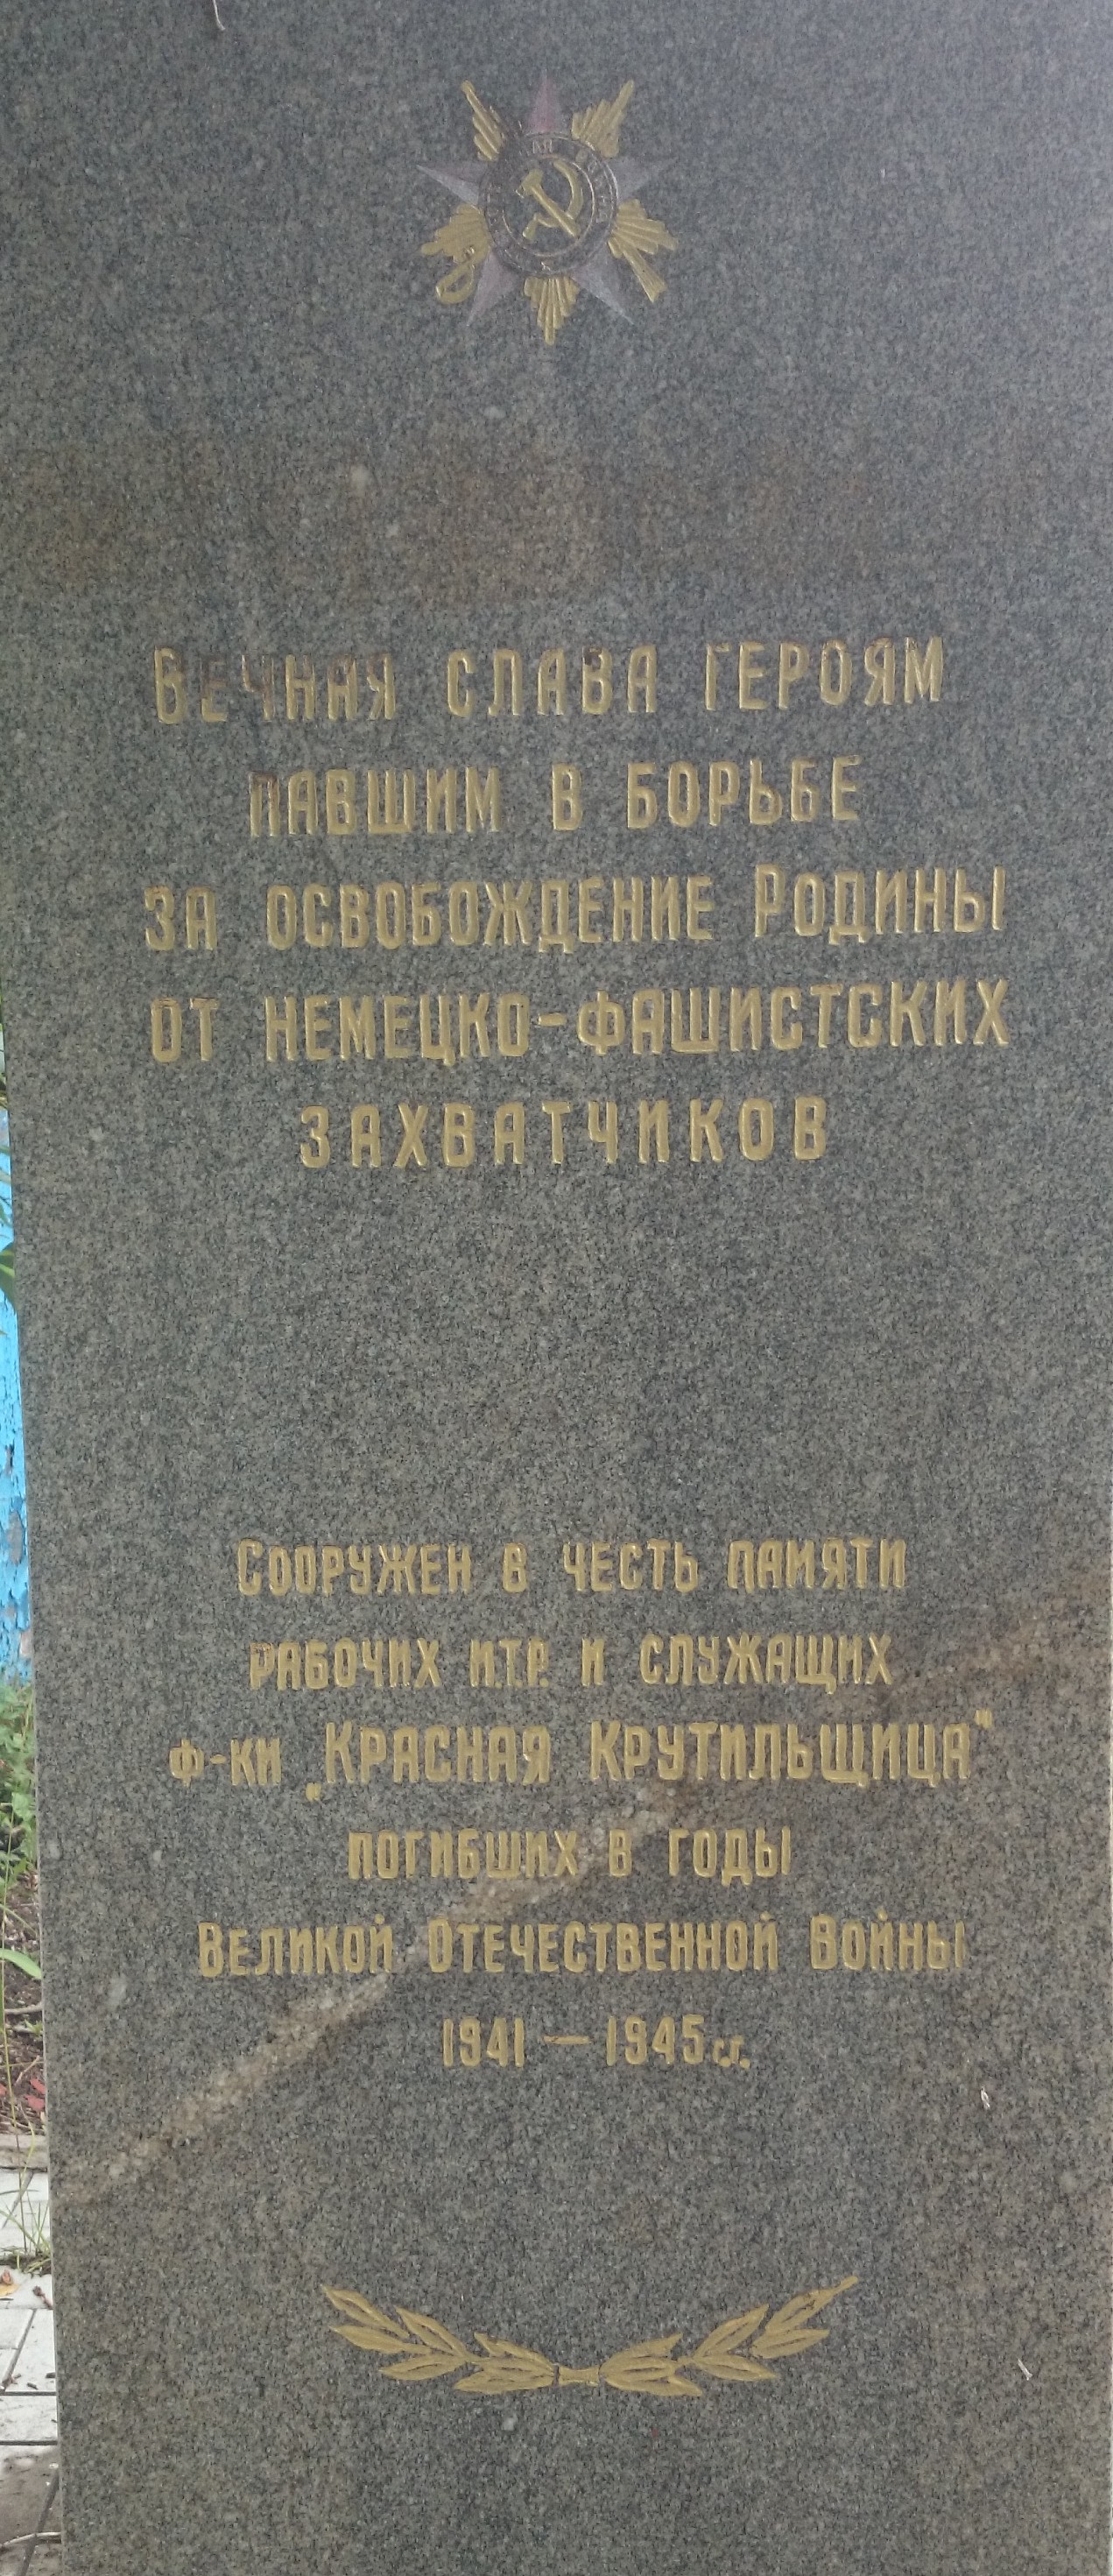 Вечная слава героям
павшим в борьбе
за освобождение Родины
от немецко-фашистских
захватчиков
Сооружен в честь памяти
рабочих И.Т.Р. и служащих
ф-ки „Красная Крутильщица"
погибших в годы
Великой Отечественной Войны
1941 — 1945 г.г.